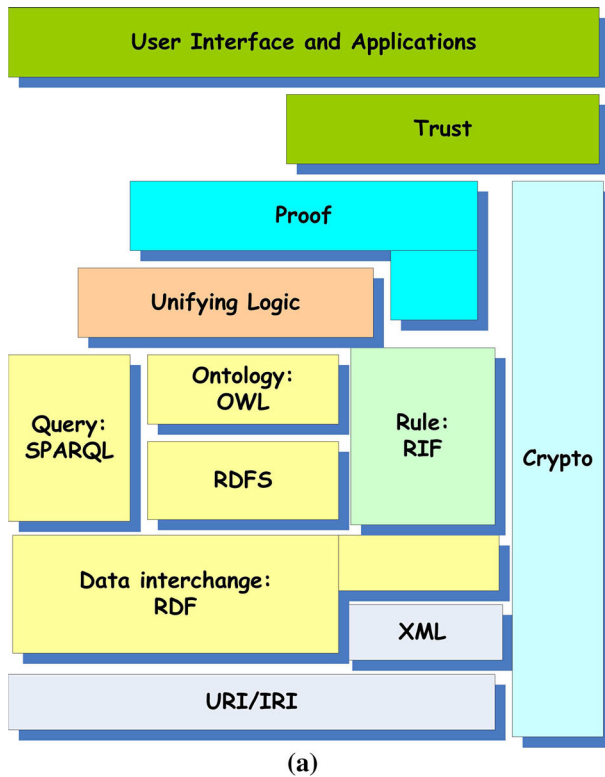 User Interface and Applications
Trust
Proof
Unifying Logic
Ontology:
OWL
Query:
SPARQL
Rule:
RIF
RDFS
Crypto
Data interchange:
RDF
XML
URI/IRI
(a)